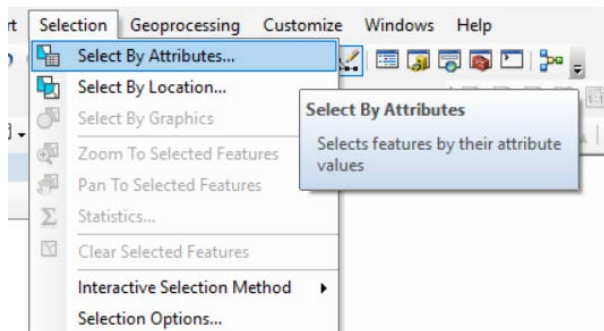 rt Selection Geoprocessing Customize Windows Help
Select By Attributes...
Select By Location...
Select By Graphics
Zoom To Selected Features
Pan To Selected Features
Statistics...
Clear Selected Features
Interactive Selection Method
Selection Options...
Select By Attributes
Selects features by their attribute
values